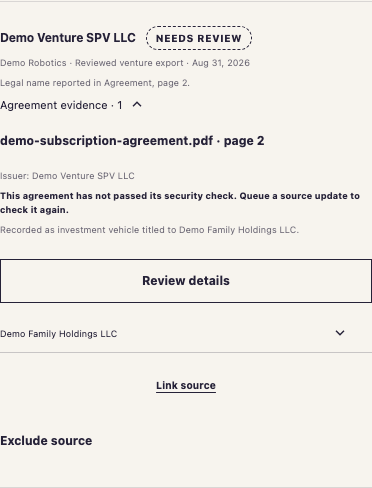 Demo Venture SPV LLC NEEDS REVIEW
Demo Robotics · Reviewed venture export · Aug 31, 2026
Legal name reported in Agreement, page 2.
Agreement evidence · 1
demo-subscription-agreement.pdf · page 2
Issuer: Demo Venture SPV LLC
This agreement has not passed its security check. Queue a source update to
check it again.
Recorded as investment vehicle titled to Demo Family Holdings LLC.
Review details
Demo Family Holdings LLC
Link source
Exclude source